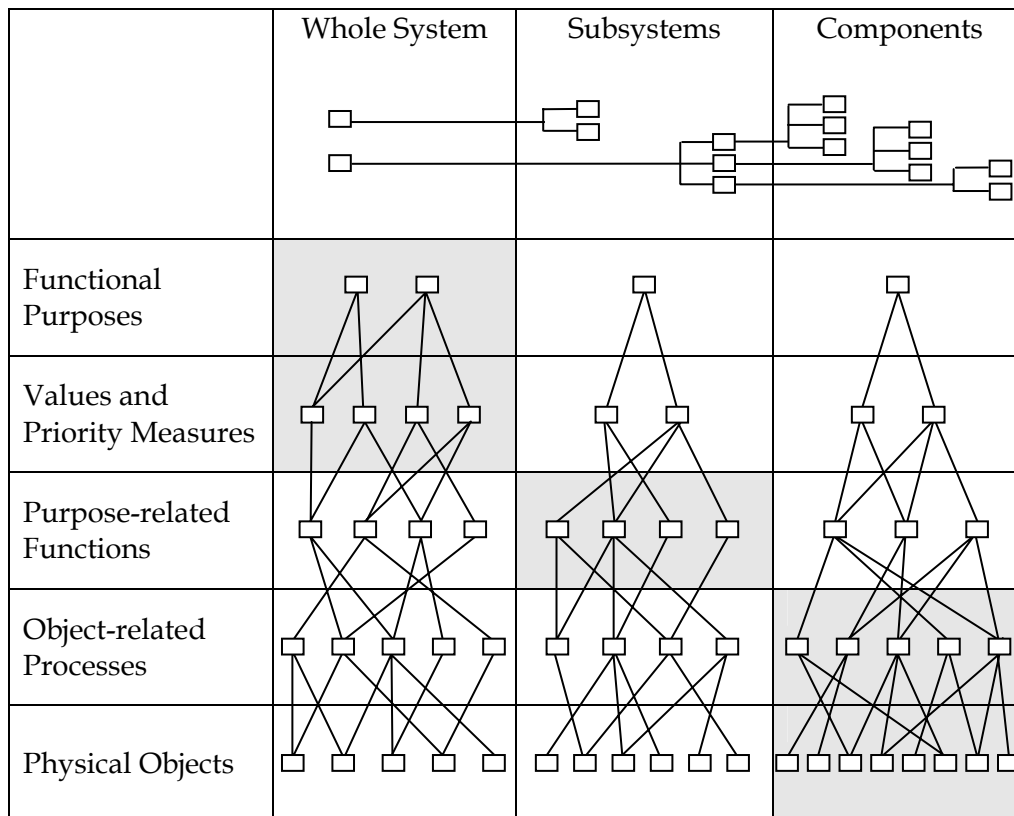 Whole System
Subsystems
Components
Functional
Purposes
Values and
Priority Measures
Purpose-related
Functions
Object-related
Processes
Physical Objects